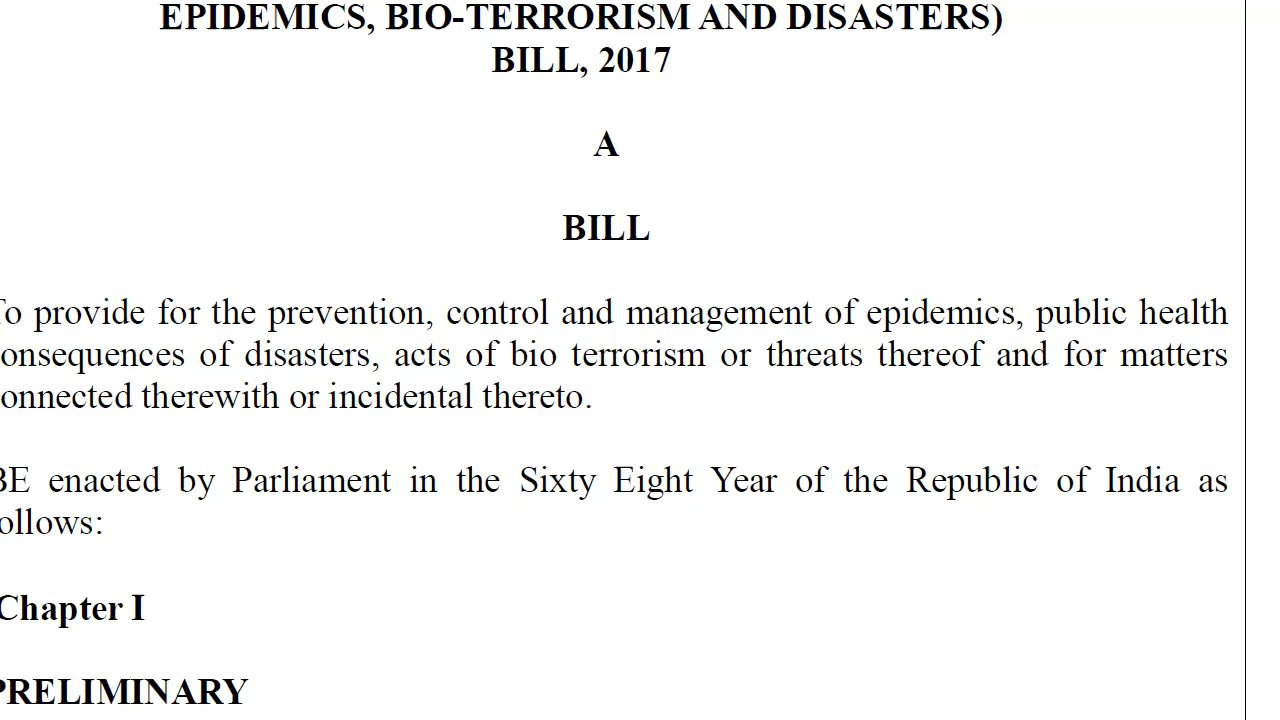 EPIDEMICS, BIO-TERRORISM AND DISASTERS)
BILL, 2017
A
BILL
To provide for the prevention, control and management of epidemics, public health
onsequences of disasters, acts of bio terrorism or threats thereof and for matters
onnected therewith or incidental thereto.
BE enacted by Parliament in the Sixty Eight Year of the Republic of India as
ollows:
Chapter I
PRELIMINARY